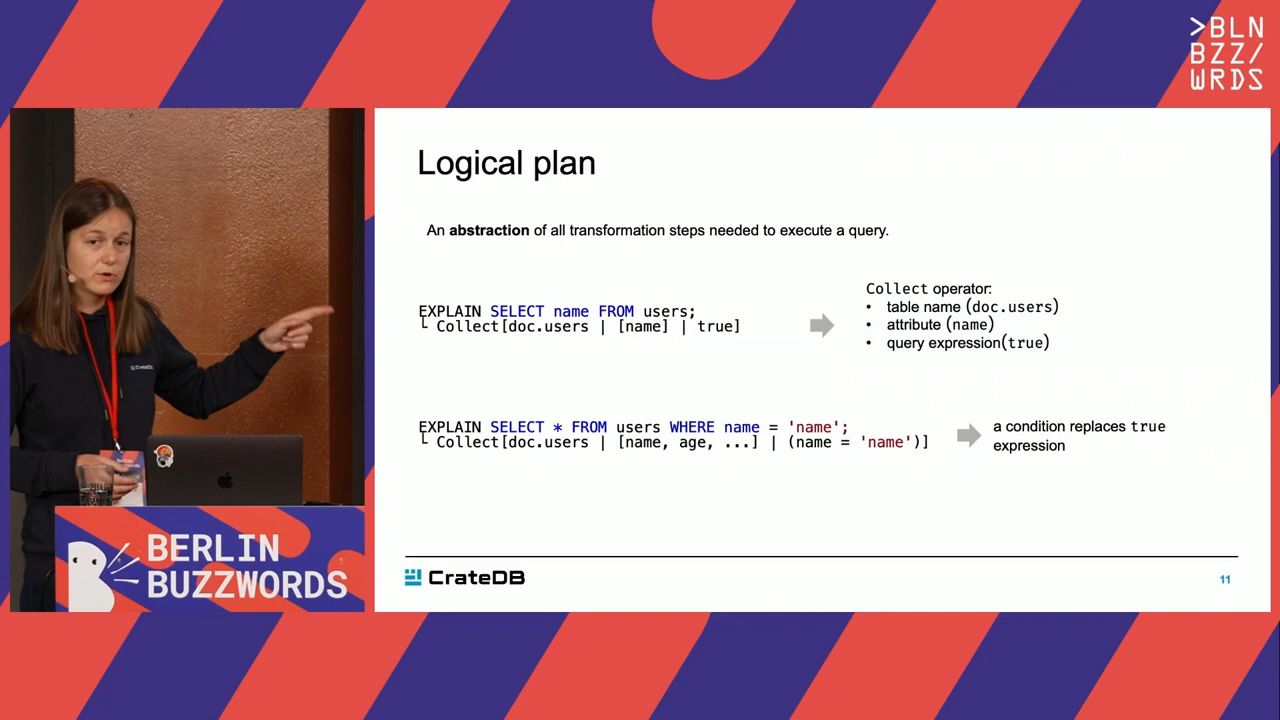 >BLN
BZZ/
WRDS
Logical plan
An abstraction of all transformation steps needed to execute a query.
EXPLAIN SELECT name FROM users;
└ Collect[doc.users | [name] | true]
Collect operator:
• table name (doc.users)
• attribute (name)
• query expression(true)
EXPLAIN SELECT * FROM users WHERE name = 'name';
└ Collect[doc.users | [name, age, ...] | (name = 'name')]
a condition replaces true
expression
CrateDB
11
CrateDB
BERLIN
BUZZWORDS